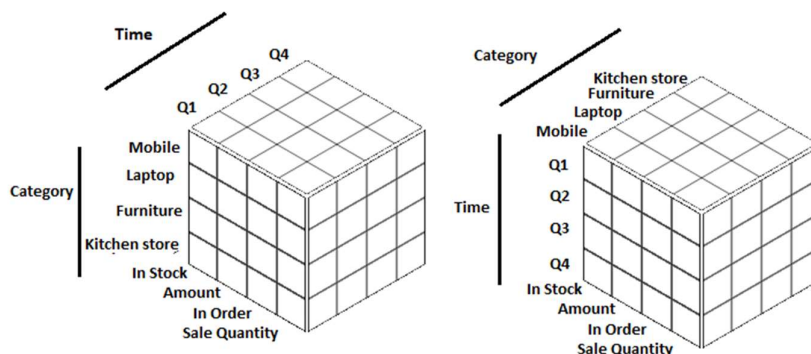 Time
Q4
Q3
Q2
Q1
Mobile
Laptop
Furniture
Kitchen store
Category
In Stock
Amount
In Order
Sale Quantity
Category
Kitchen store
Furniture
Laptop
Mobile
Q1
Q2
Q3
Q4
Time
In Stock
Amount
In Order
Sale Quantity